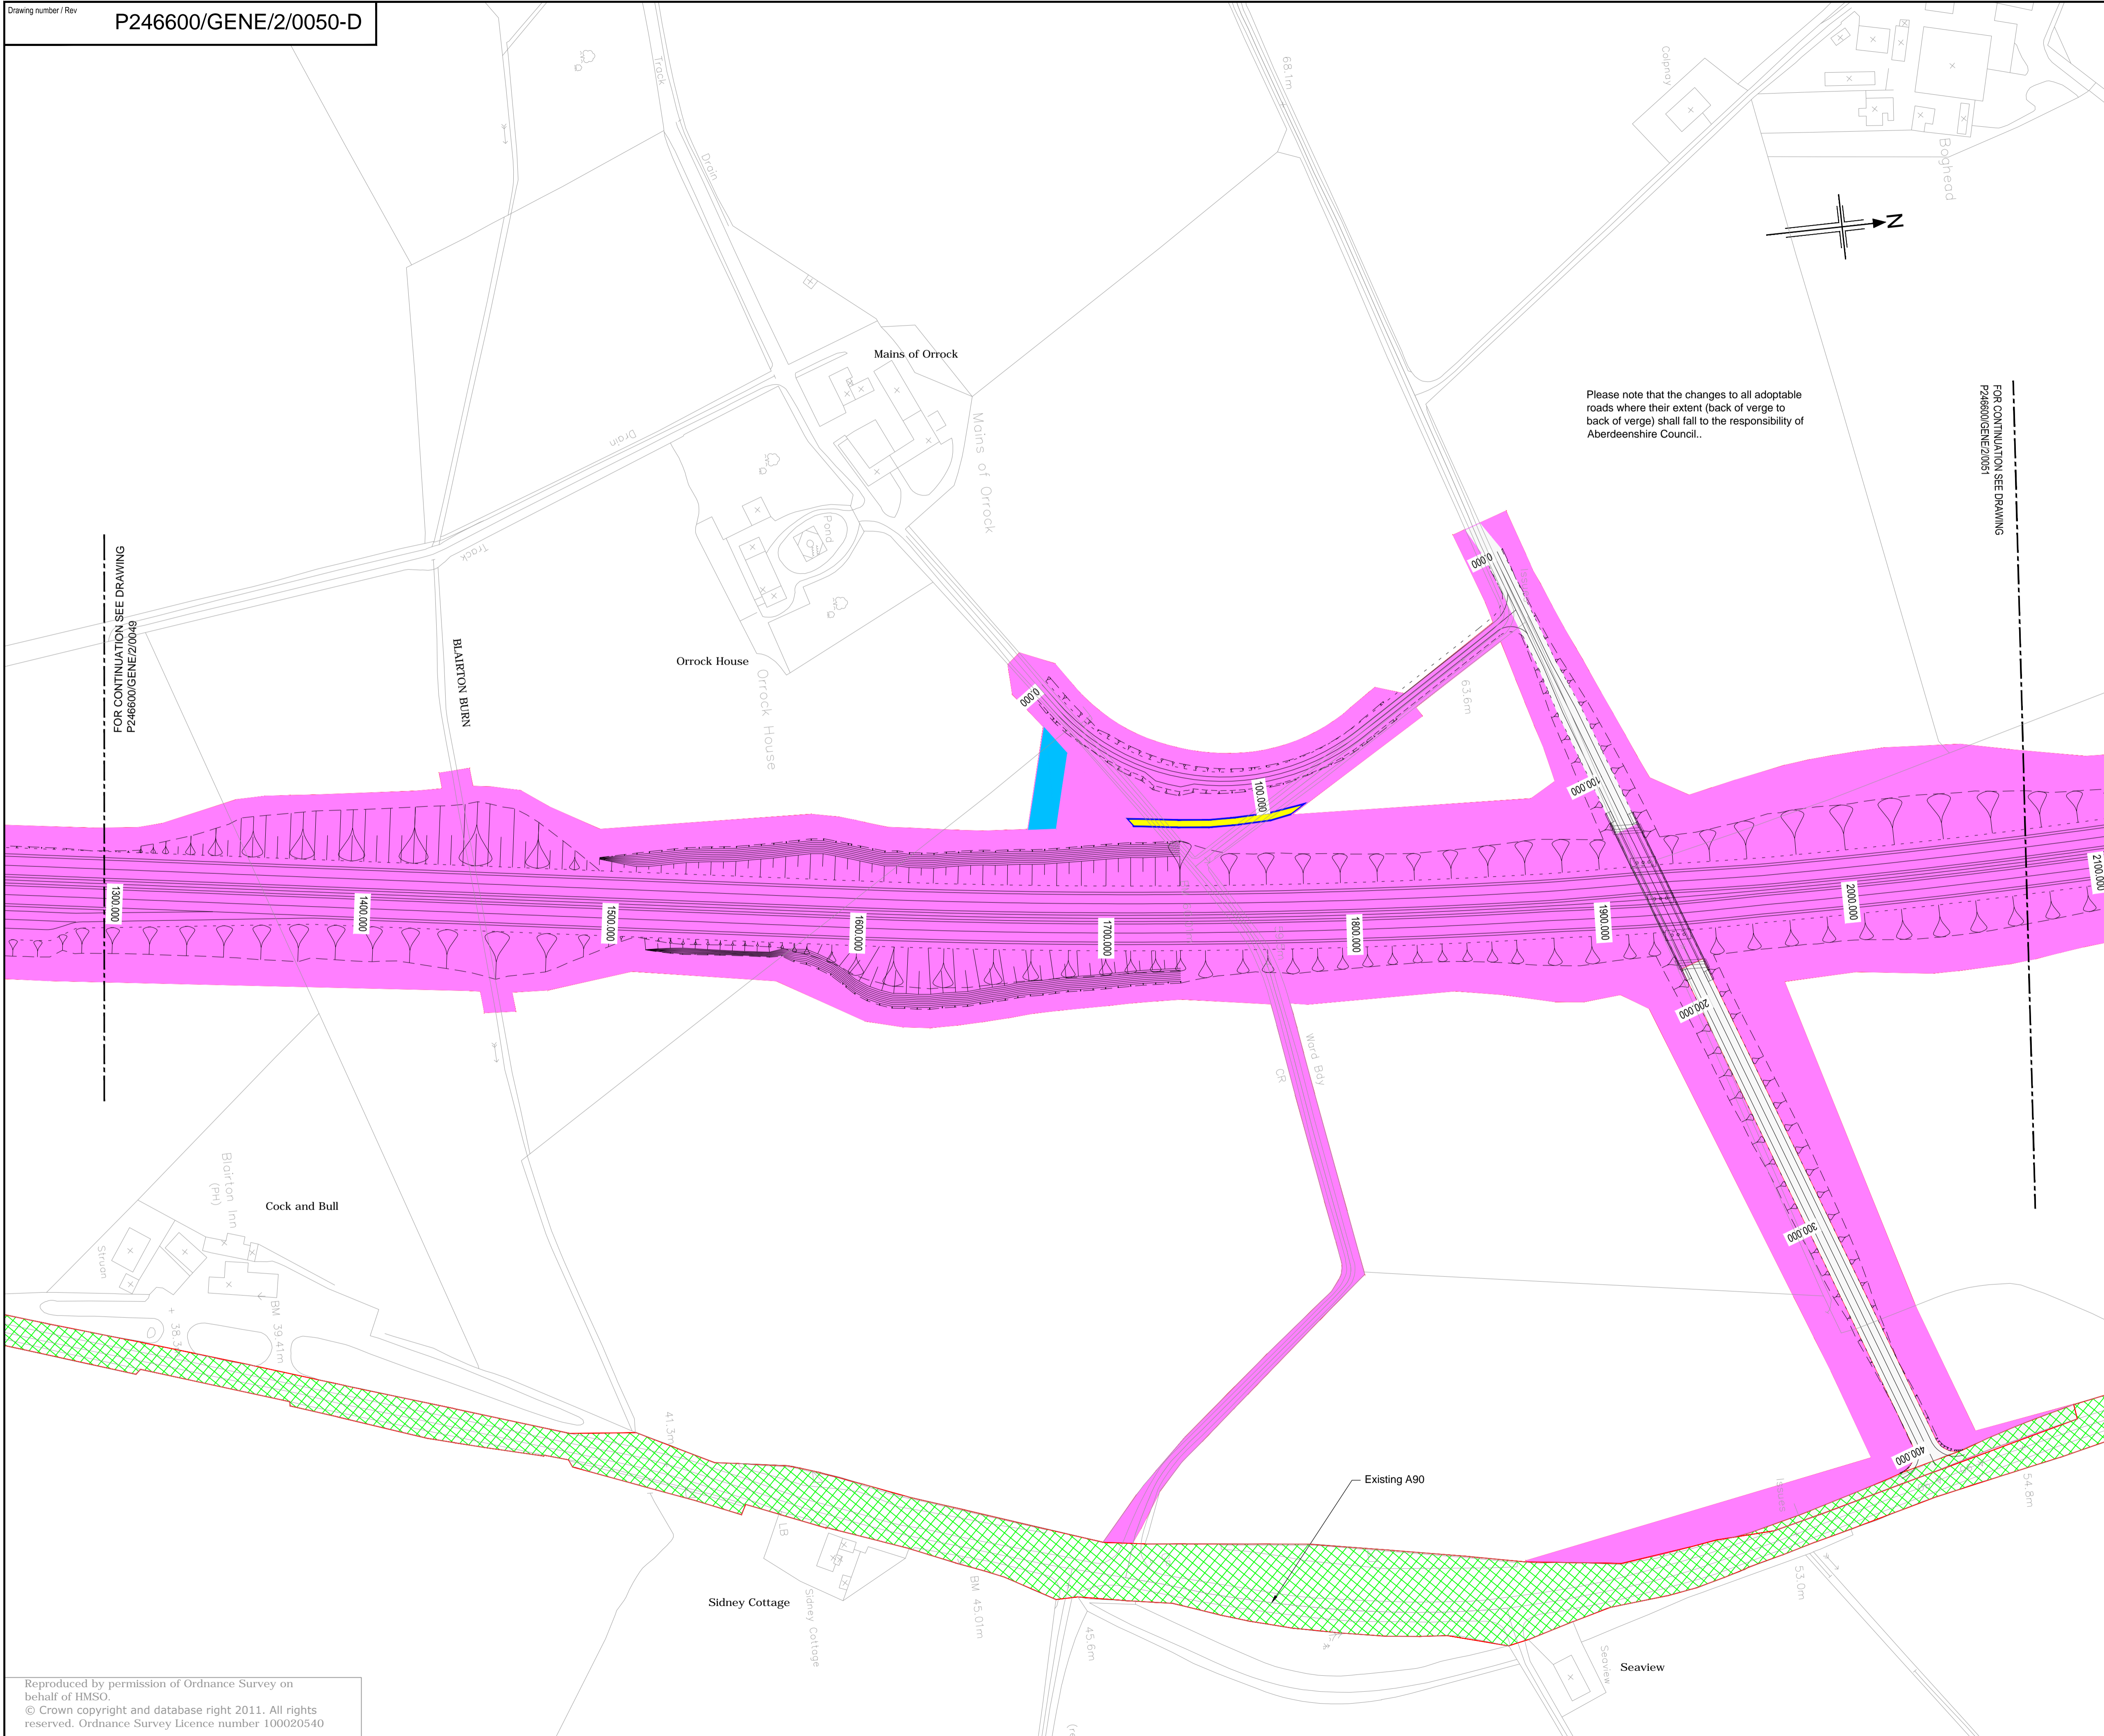 Drawing number / Rev
P246600/GENE/2/0050-D
Track
68.1m
Colpnay
Boghead
Drain
N
Mains of Orrock
Please note that the changes to all adoptable
roads where their extent (back of verge to
back of verge) shall fall to the responsibility of
Aberdeenshire Council..
FOR CONTINUATION SEE DRAWING
P246600/GENE/2/0051
Drain
Mains of Orrock
Pond
Track
FOR CONTINUATION SEE DRAWING
P246600/GENE/2/0049
BLAIRTON BURN
Orrock House
Orrock House
0.000
0.000
63.6m
100.000
100.000
1300.000
1400.000
1500.000
1600.000
1700.000
1800.000
1900.000
2000.000
2100.000
200.000
300.000
400.000
Ward Bdy
CR
Blairton Inn
(PH)
Cock and Bull
Struan
BM 39.41m
41.3m
Existing A90
54.8m
53.0m
LB
Sidney Cottage
Sidney Cottage
BM 45.01m
45.6m
Seaview
Seaview
Reproduced by permission of Ordnance Survey on
behalf of HMSO.
© Crown copyright and database right 2011. All rights
reserved. Ordnance Survey Licence number 100020540